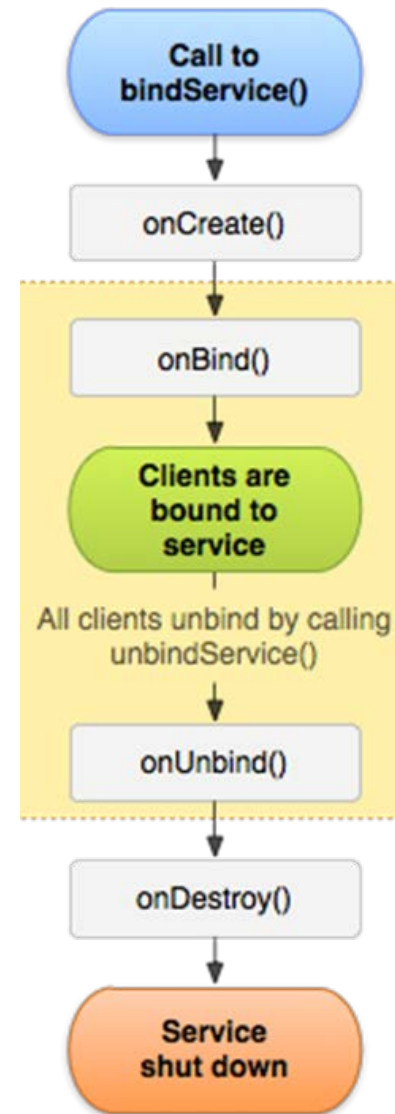 Call to
bindService()
onCreate()
onBind()
Clients are
bound to
service
All clients unbind by calling
unbindService()
onUnbind()
onDestroy()
Service
shut down